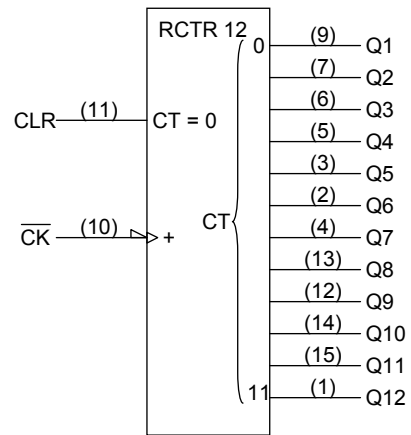 RCTR 12
0 (9) Q1
(7) Q2
(6) Q3
CLR (11) CT = 0
(5) Q4
(3) Q5
(2) Q6
CT
C̅K̅ (10) + (4) Q7
(13) Q8
(12) Q9
(14) Q10
(15) Q11
11 (1) Q12